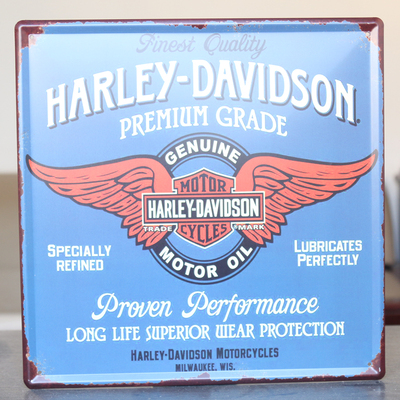 Finest Quality
HARLEY-DAVIDSON
PREMIUM GRADE
GENUINE
MOTOR
HARLEY-DAVIDSON
TRADE MARK
CYCLES
MOTOR OIL
SPECIALLY
REFINED
LUBRICATES
PERFECTLY
Proven Performance
LONG LIFE SUPERIOR WEAR PROTECTION
HARLEY-DAVIDSON MOTORCYCLES
MILWAUKEE, WIS.